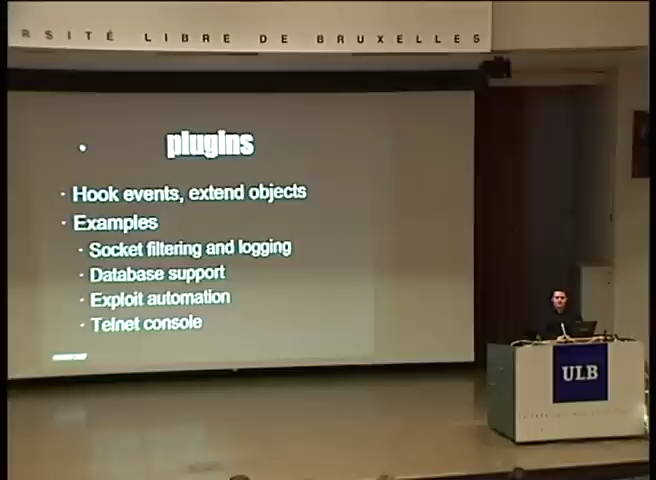 RSITÉ LIBRE DE BRUXELLES
plugins
· Hook events, extend objects
· Examples
· Socket filtering and logging
· Database support
· Exploit automation
· Telnet console
ULB